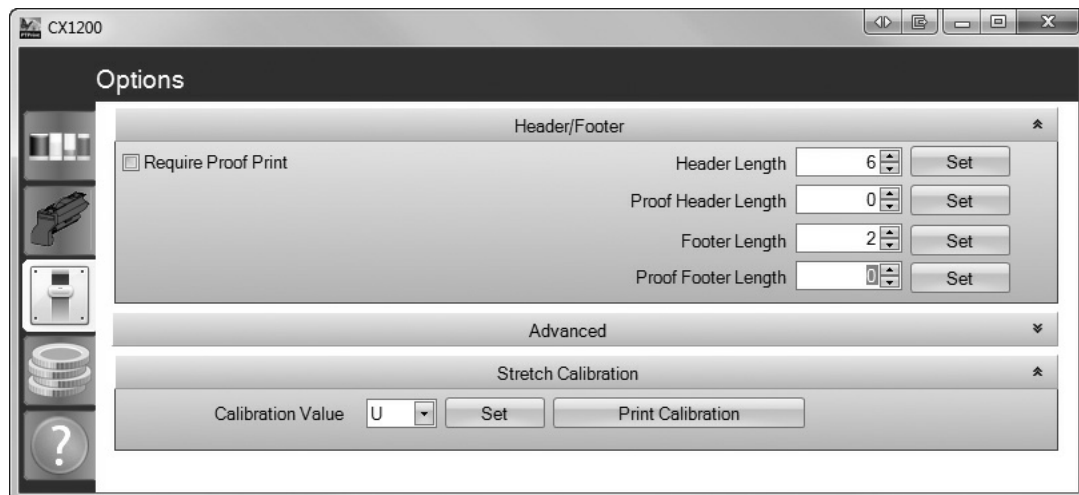 CX1200
Options
Header/Footer
Require Proof Print
Header Length 6 Set
Proof Header Length 0 Set
Footer Length 2 Set
Proof Footer Length 0 Set
Advanced
Stretch Calibration
Calibration Value U Set Print Calibration
?